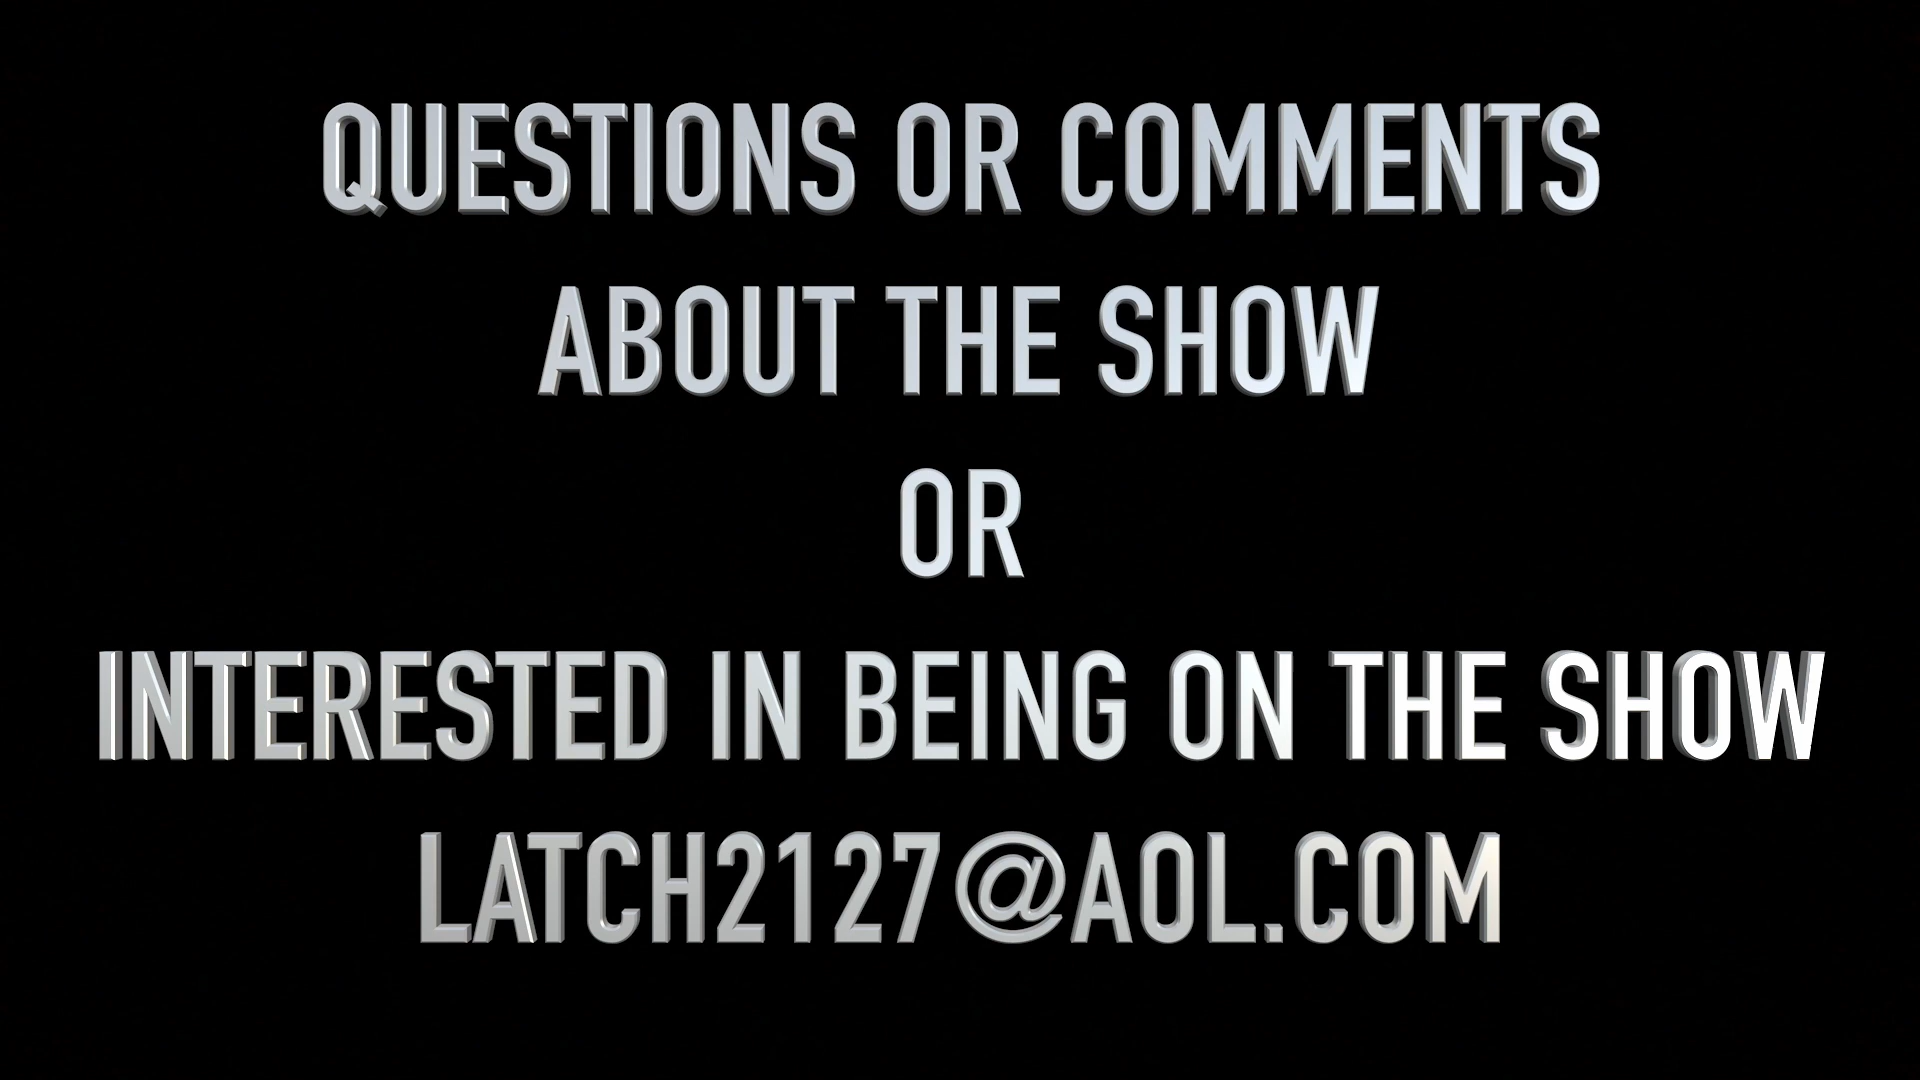 QUESTIONS OR COMMENTS
ABOUT THE SHOW
OR
INTERESTED IN BEING ON THE SHOW
LATCH2127@AOL.COM